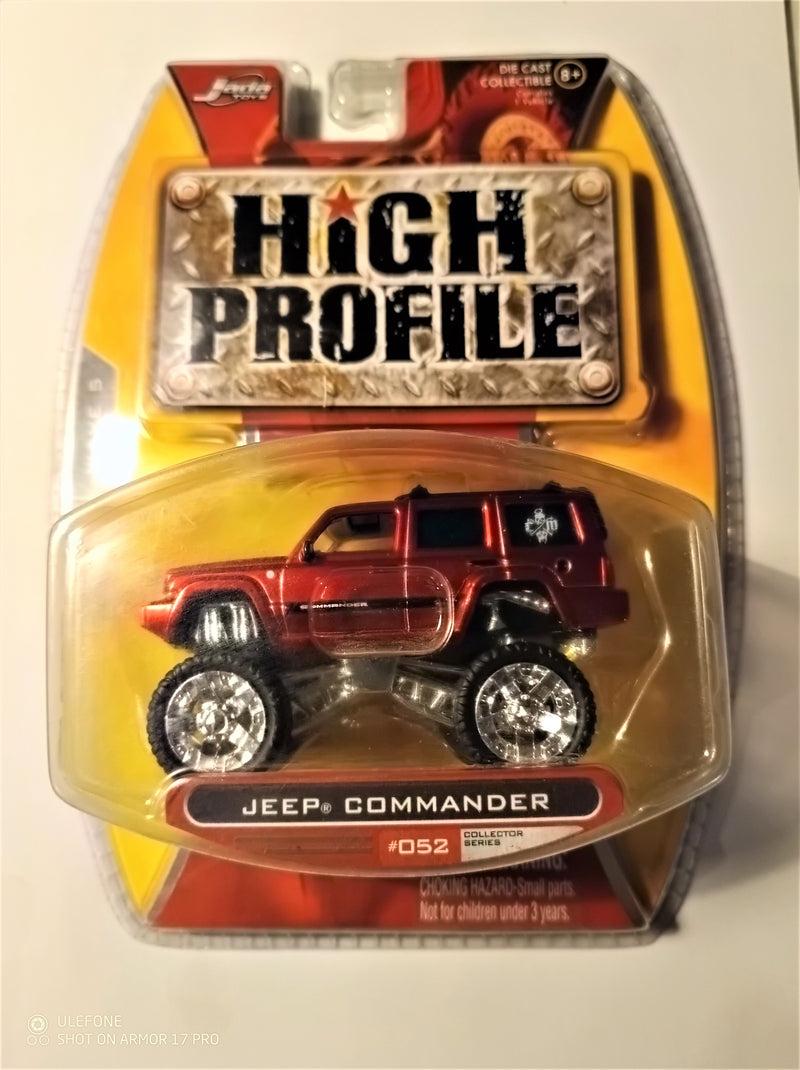 Jada
TOYS
DIE CAST
COLLECTIBLE
8+
HiGH
PROFILE
COMMANDER
JEEP® COMMANDER
#052
COLLECTOR
SERIES
CHOKING HAZARD-Small parts.
Not for children under 3 years.
ULEFONE
SHOT ON ARMOR 17 PRO